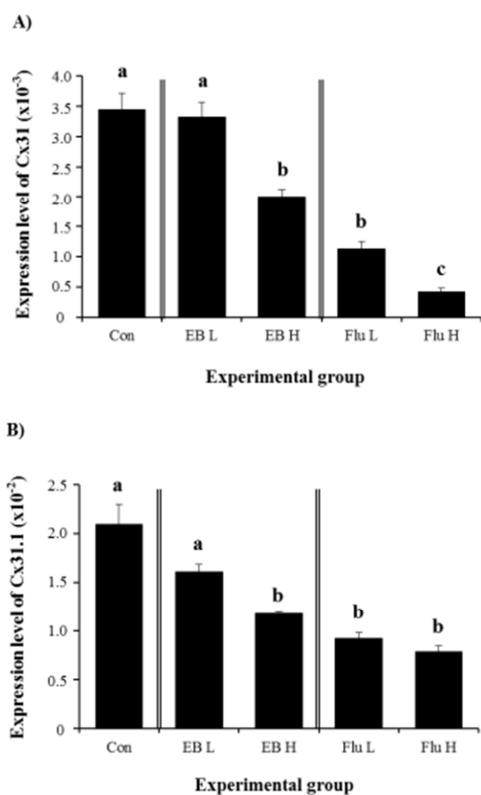 A)
Expression level of Cx31 (x10⁻³)
4.0
3.5
3.0
2.5
2.0
1.5
1.0
0.5
0
a a b b c
Con EB L EB H Flu L Flu H
Experimental group
B)
Expression level of Cx31.1 (x10⁻²)
2.5
2.0
1.5
1.0
0.5
0
a a b b b
Con EB L EB H Flu L Flu H
Experimental group